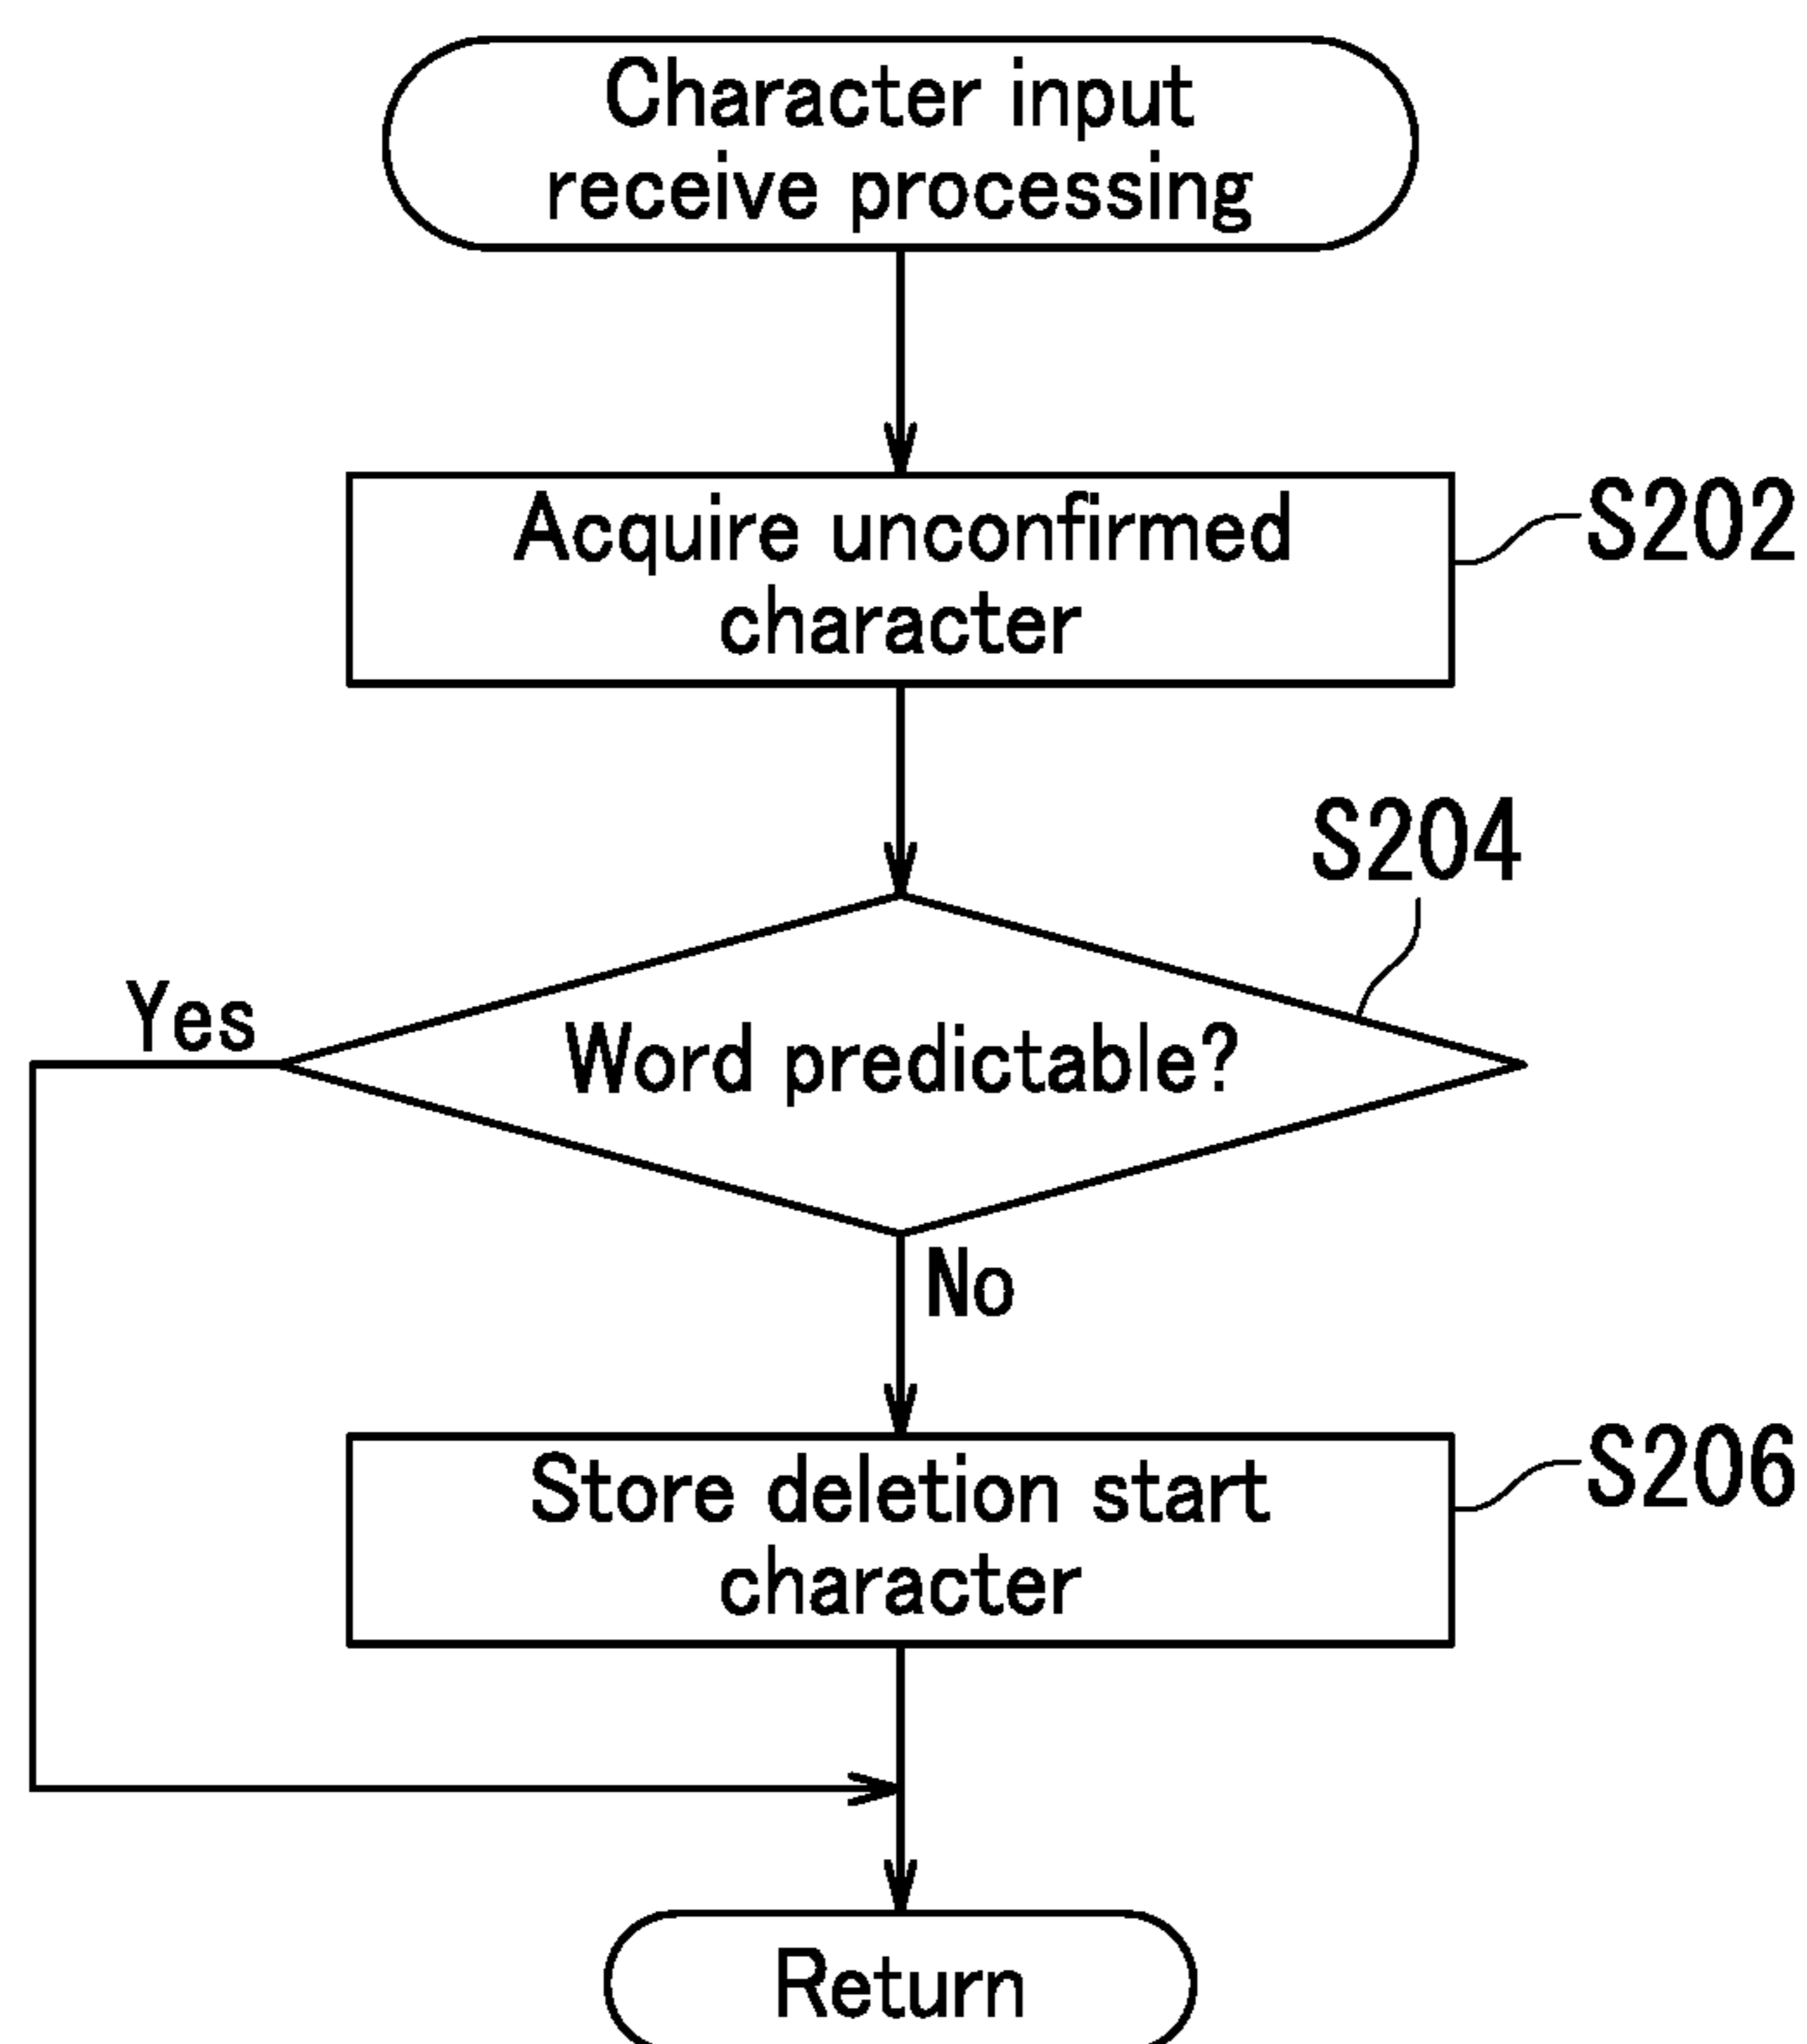 Character input
receive processing
Acquire unconfirmed
character
S202
S204
Yes
Word predictable?
No
Store deletion start
character
S206
Return